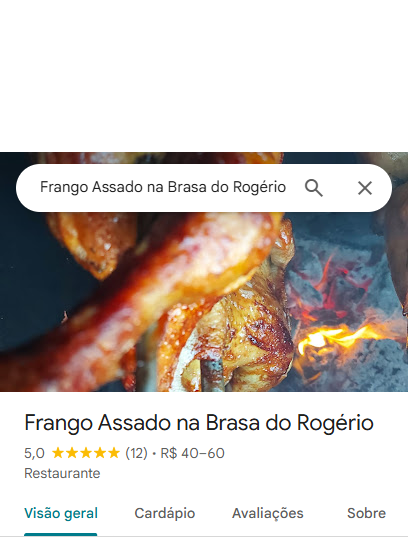 Frango Assado na Brasa do Rogério
Frango Assado na Brasa do Rogério
5,0 ★★★★★ (12) · R$ 40–60
Restaurante
Visão geral Cardápio Avaliações Sobre